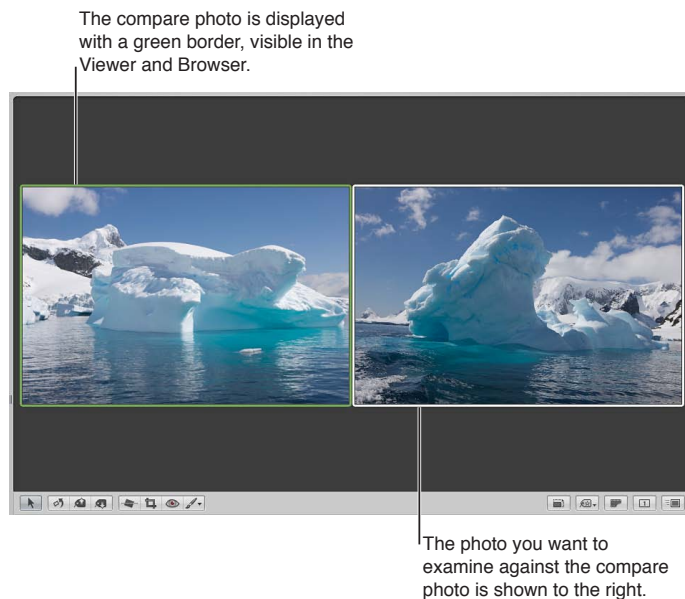 The compare photo is displayed
with a green border, visible in the
Viewer and Browser.
1
The photo you want to
examine against the compare
photo is shown to the right.